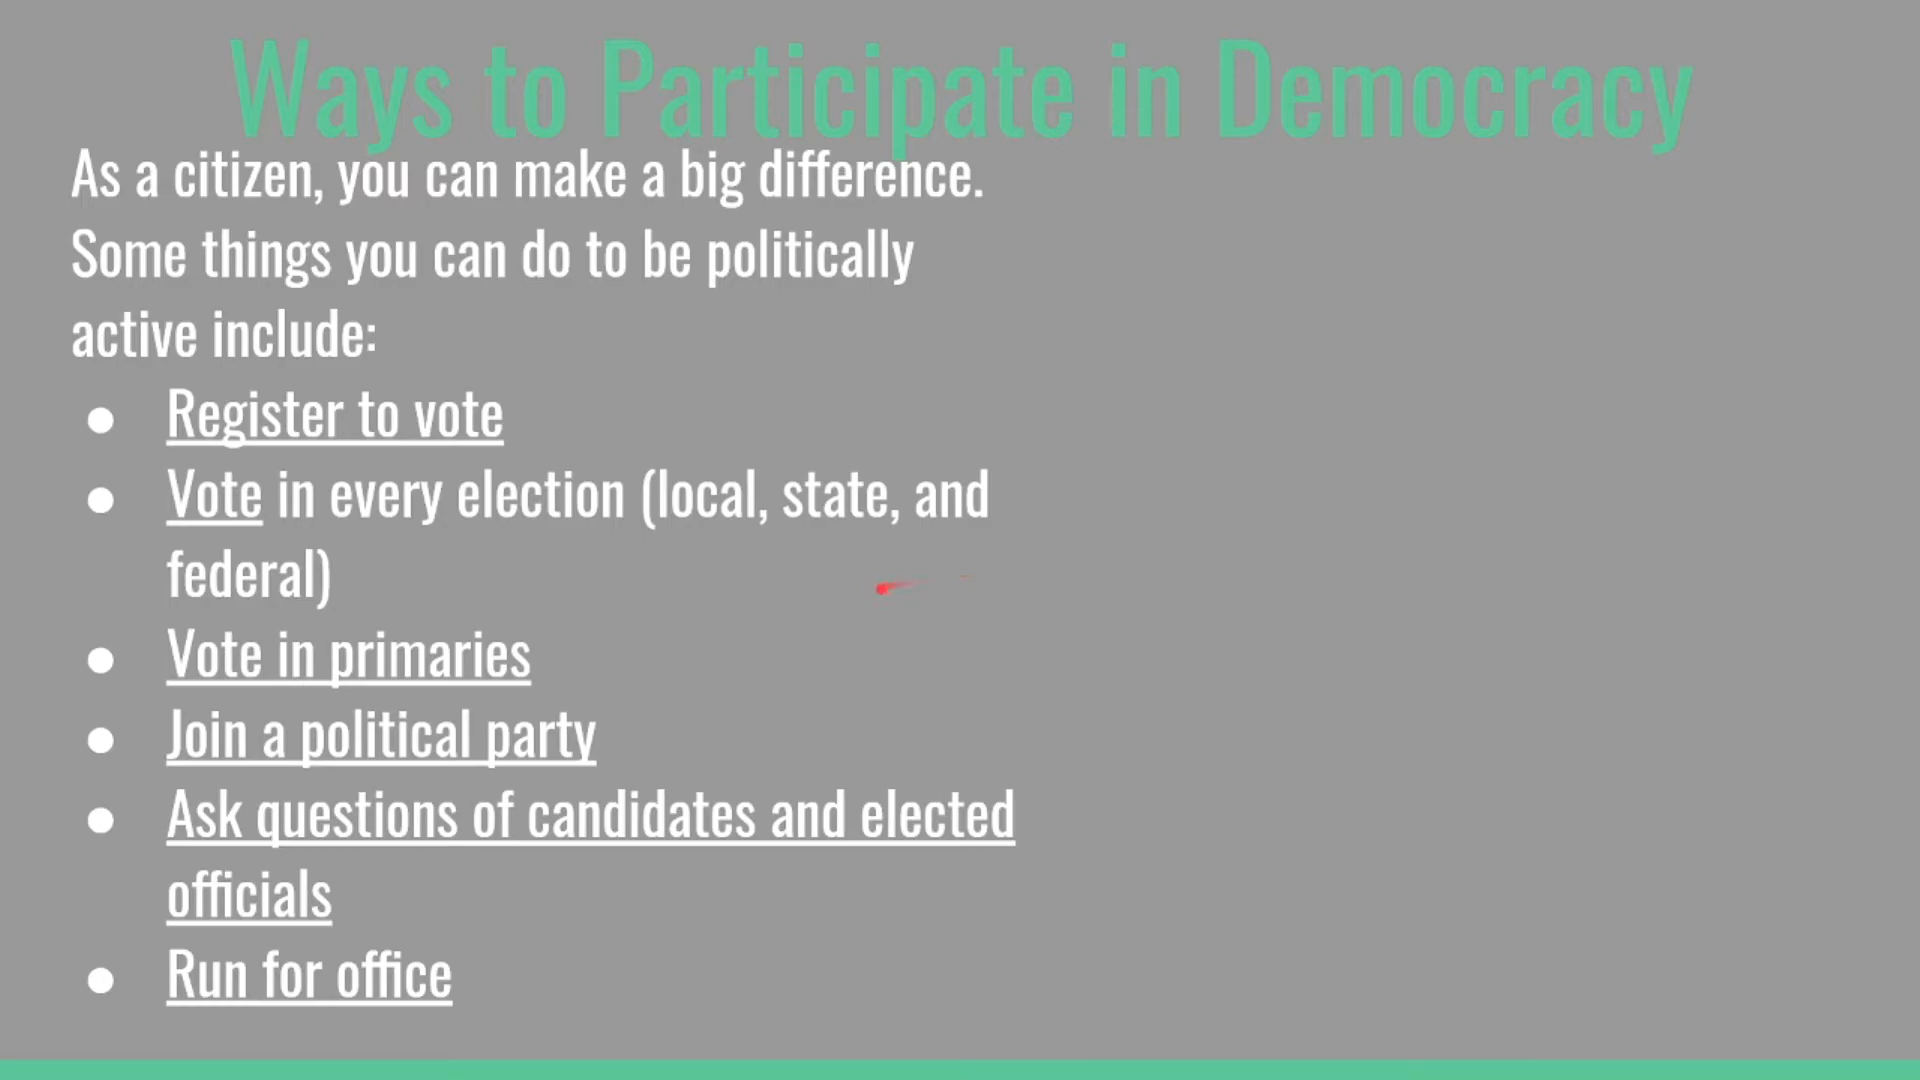 Ways to Participate in Democracy
As a citizen, you can make a big difference.
Some things you can do to be politically
active include:
● Register to vote
● Vote in every election (local, state, and
federal)
● Vote in primaries
● Join a political party
● Ask questions of candidates and elected
officials
● Run for office